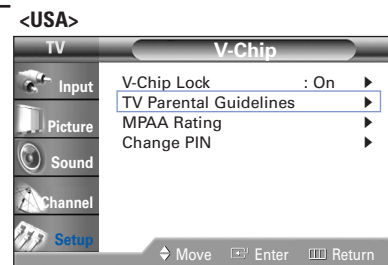 <USA>
TV V-Chip
Input
Picture
Sound
Channel
Setup
V-Chip Lock : On ▶
TV Parental Guidelines ▶
MPAA Rating ▶
Change PIN ▶
Move Enter Return